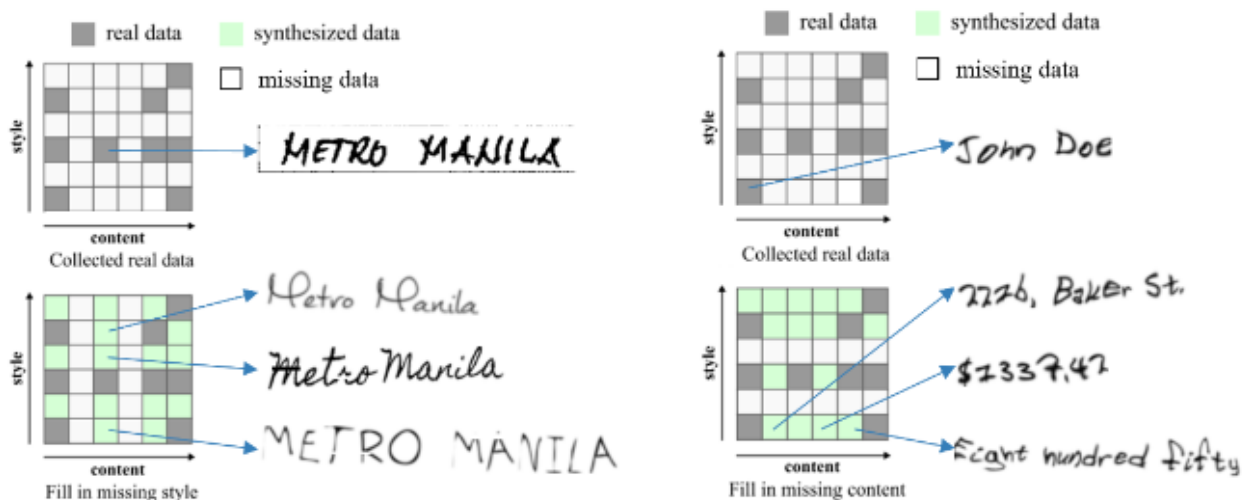 real data
synthesized data
missing data
style
METRO MANILA
content
Collected real data
Metro Manila
Metro Manila
style
METRO MANILA
content
Fill in missing style
real data
synthesized data
missing data
style
John Doe
content
Collected real data
222b, Baker St.
style
$1337.42
Eight hundred fifty
content
Fill in missing content